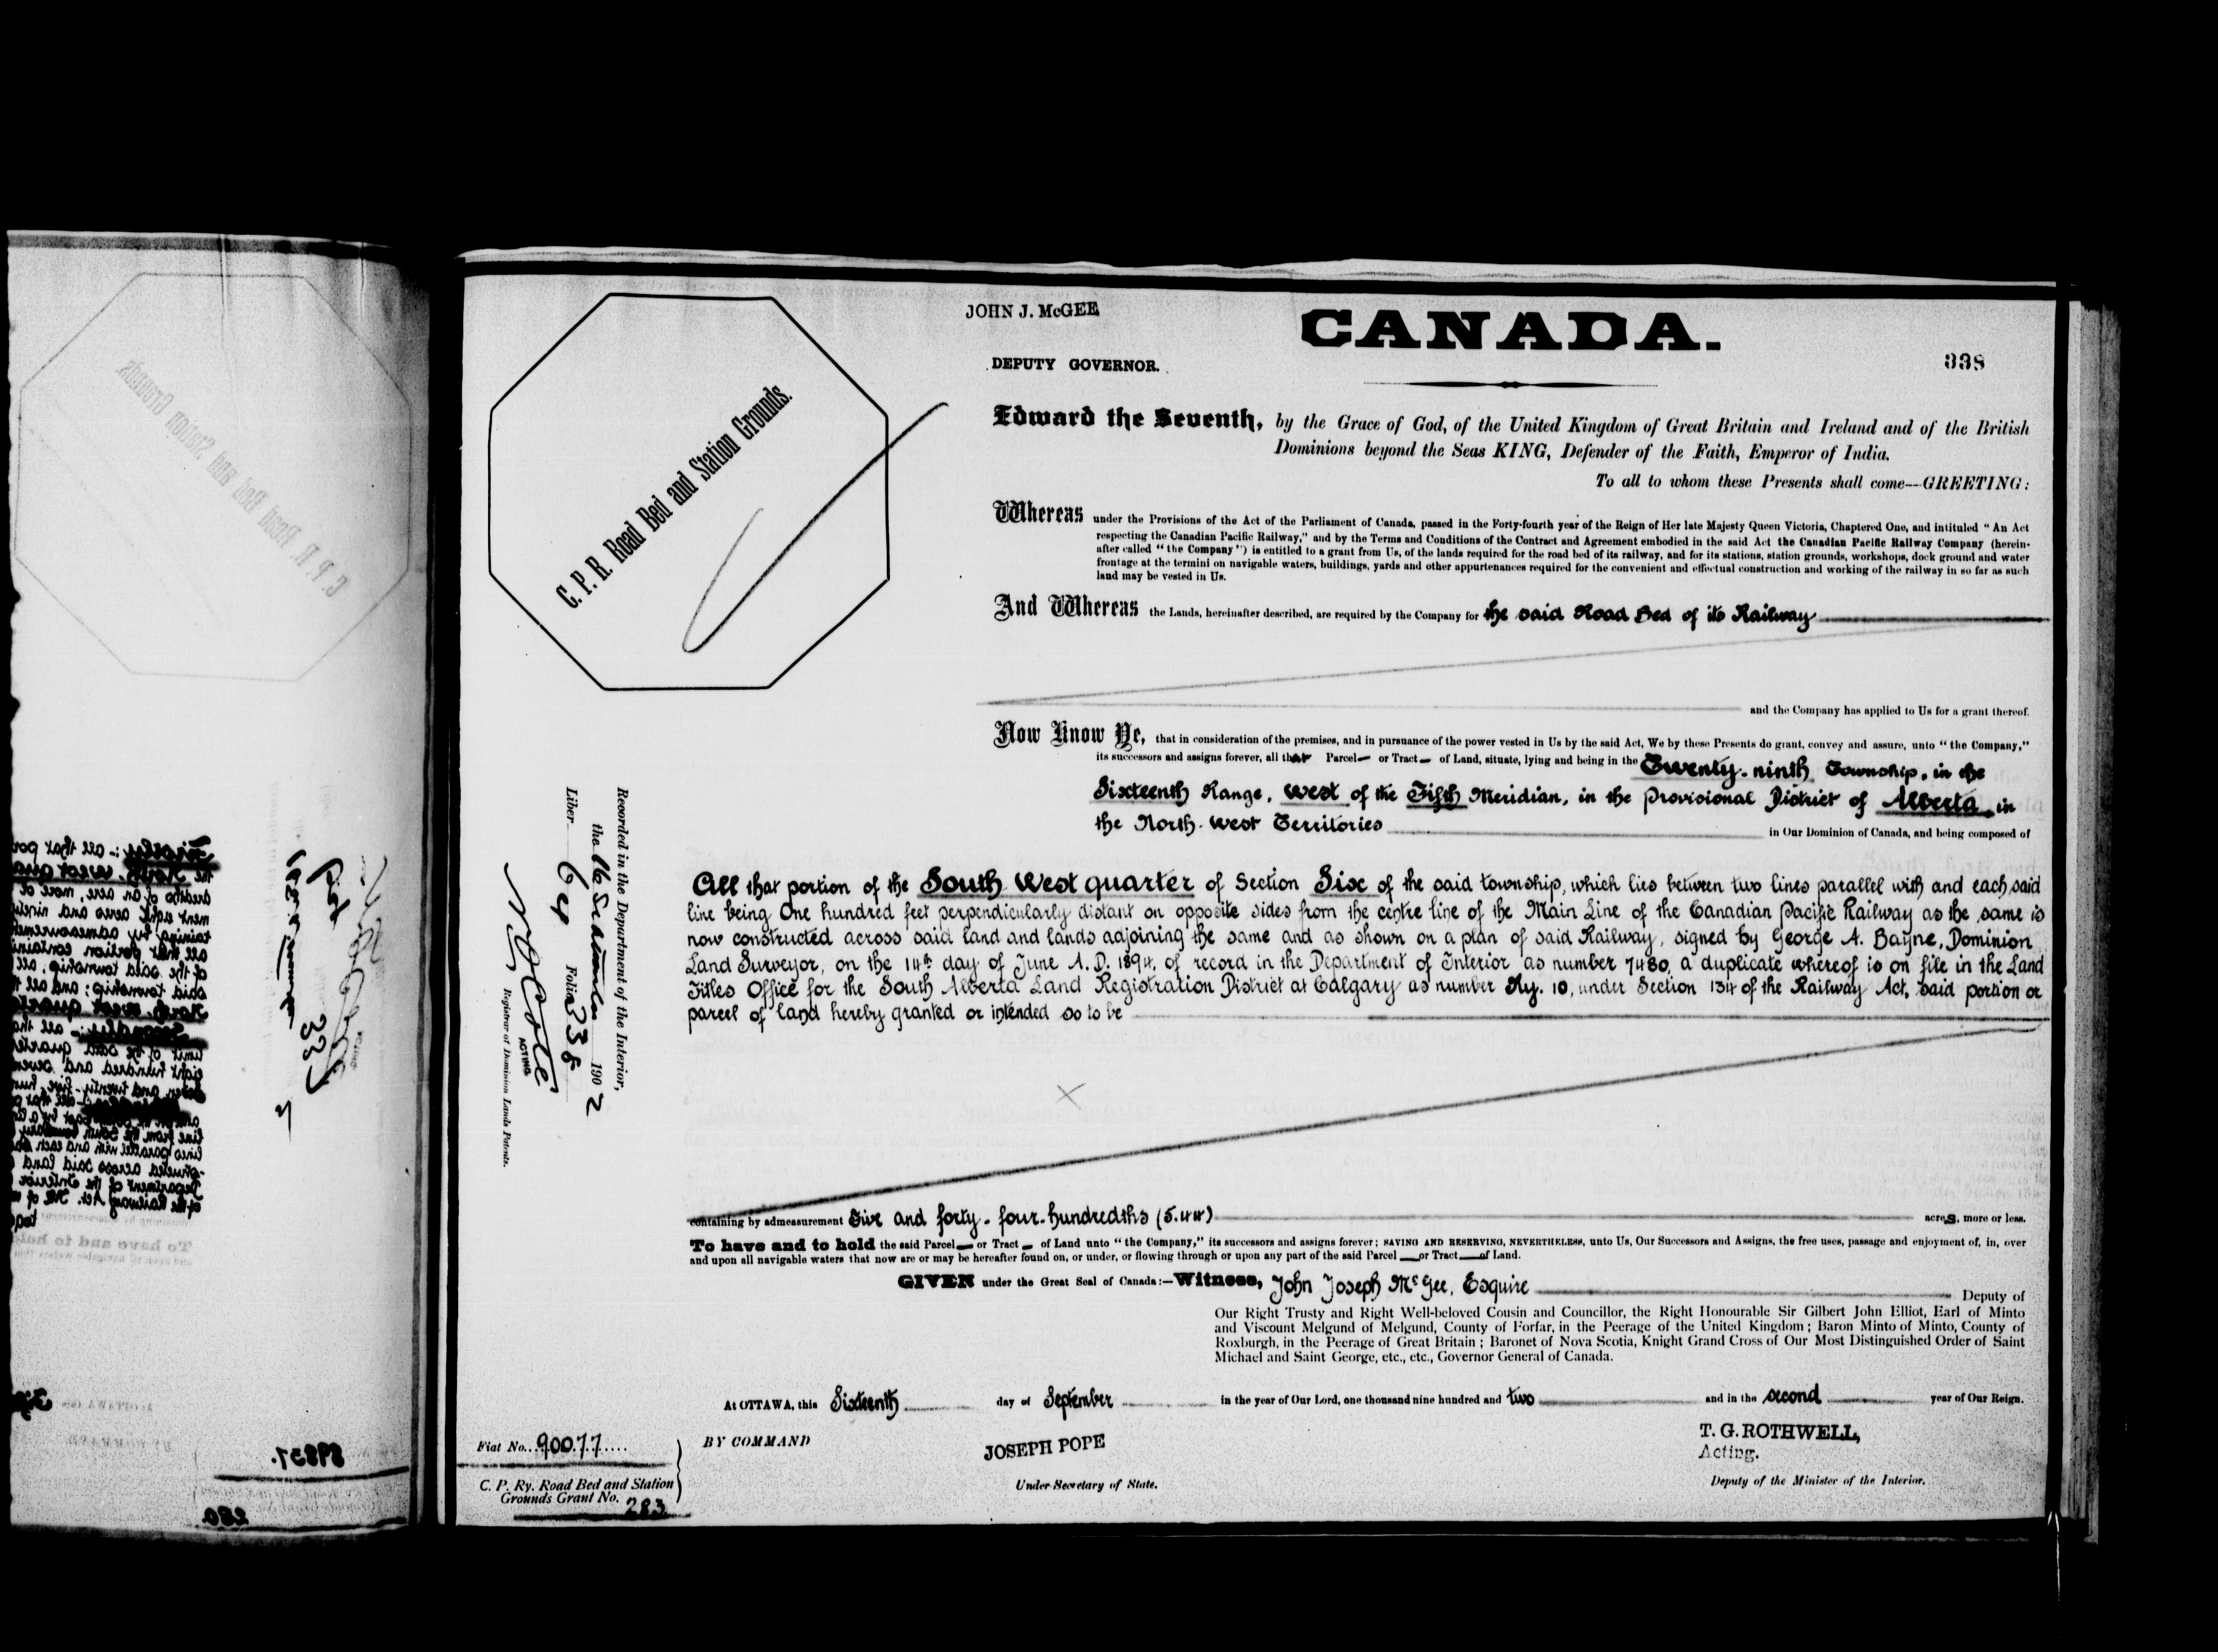 JOHN J. McGEE
DEPUTY GOVERNOR.
CANADA.
338
C. P. R. Road Bed and Station Grounds.
Edward the Seventh, by the Grace of God, of the United Kingdom of Great Britain and Ireland and of the British
Dominions beyond the Seas KING, Defender of the Faith, Emperor of India.
To all to whom these Presents shall come—GREETING:
Whereas under the Provisions of the Act of the Parliament of Canada, passed in the Forty-fourth year of the Reign of Her late Majesty Queen Victoria, Chaptered One, and intituled "An Act
respecting the Canadian Pacific Railway," and by the Terms and Conditions of the Contract and Agreement embodied in the said Act the Canadian Pacific Railway Company (herein-
after called "the Company") is entitled to a grant from Us, of the lands required for the road bed of its railway, and for its stations, station grounds, workshops, dock ground and water
frontage at the termini on navigable waters, buildings, yards and other appurtenances required for the convenient and effectual construction and working of the railway in so far as such
land may be vested in Us.
And Whereas the Lands, hereinafter described, are required by the Company for the said Road Bed of its Railway
and the Company has applied to Us for a grant thereof.
Now Know Ye, that in consideration of the premises, and in pursuance of the power vested in Us by the said Act, We by these Presents do grant, convey and assure, unto "the Company,"
its successors and assigns forever, all that Parcel or Tract of Land, situate, lying and being in the Twenty-ninth Township, in the
Sixteenth Range, West of the Fifth Meridian, in the Provisional District of Alberta, in
the North-West Territories in Our Dominion of Canada, and being composed of
All that portion of the South West quarter of Section Six of the said township, which lies between two lines parallel with and each said
line being One hundred feet perpendicularly distant on opposite sides from the centre line of the Main Line of the Canadian Pacific Railway as the same is
now constructed across said land and lands adjoining the same and as shown on a plan of said Railway, signed by George A. Bayne, Dominion
Land Surveyor, on the 14th day of June A.D. 1894, of record in the Department of Interior as number 7480, a duplicate whereof is on file in the Land
Titles Office for the South Alberta Land Registration District at Calgary as number Ry. 10, under Section 134 of the Railway Act, said portion or
parcel of land hereby granted or intended so to be
containing by admeasurement Five and forty-four-hundredths (5.44) acres, more or less.
To have and to hold the said Parcel or Tract of Land unto "the Company," its successors and assigns forever; SAVING AND RESERVING, NEVERTHELESS, unto Us, Our Successors and Assigns, the free uses, passage and enjoyment of, in, over
and upon all navigable waters that now are or may be hereafter found on, or under, or flowing through or upon any part of the said Parcel or Tract of Land.
GIVEN under the Great Seal of Canada:—Witness, John Joseph McGee, Esquire Deputy of
Our Right Trusty and Right Well-beloved Cousin and Councillor, the Right Honourable Sir Gilbert John Elliot, Earl of Minto
and Viscount Melgund of Melgund, County of Forfar, in the Peerage of the United Kingdom; Baron Minto of Minto, County of
Roxburgh, in the Peerage of Great Britain; Baronet of Nova Scotia, Knight Grand Cross of Our Most Distinguished Order of Saint
Michael and Saint George, etc., etc., Governor General of Canada.
At OTTAWA, this Sixteenth day of September in the year of Our Lord, one thousand nine hundred and two and in the second year of Our Reign.
BY COMMAND
JOSEPH POPE
Under-Secretary of State.
T. G. ROTHWELL,
Acting.
Deputy of the Minister of the Interior.
Recorded in the Department of the Interior,
the 16 September 1902
Liber 64 Folio 338
ACTING
Registrar of Dominion Lands Patents.
Fiat No. 90077
C. P. Ry. Road Bed and Station
Grounds Grant No. 283